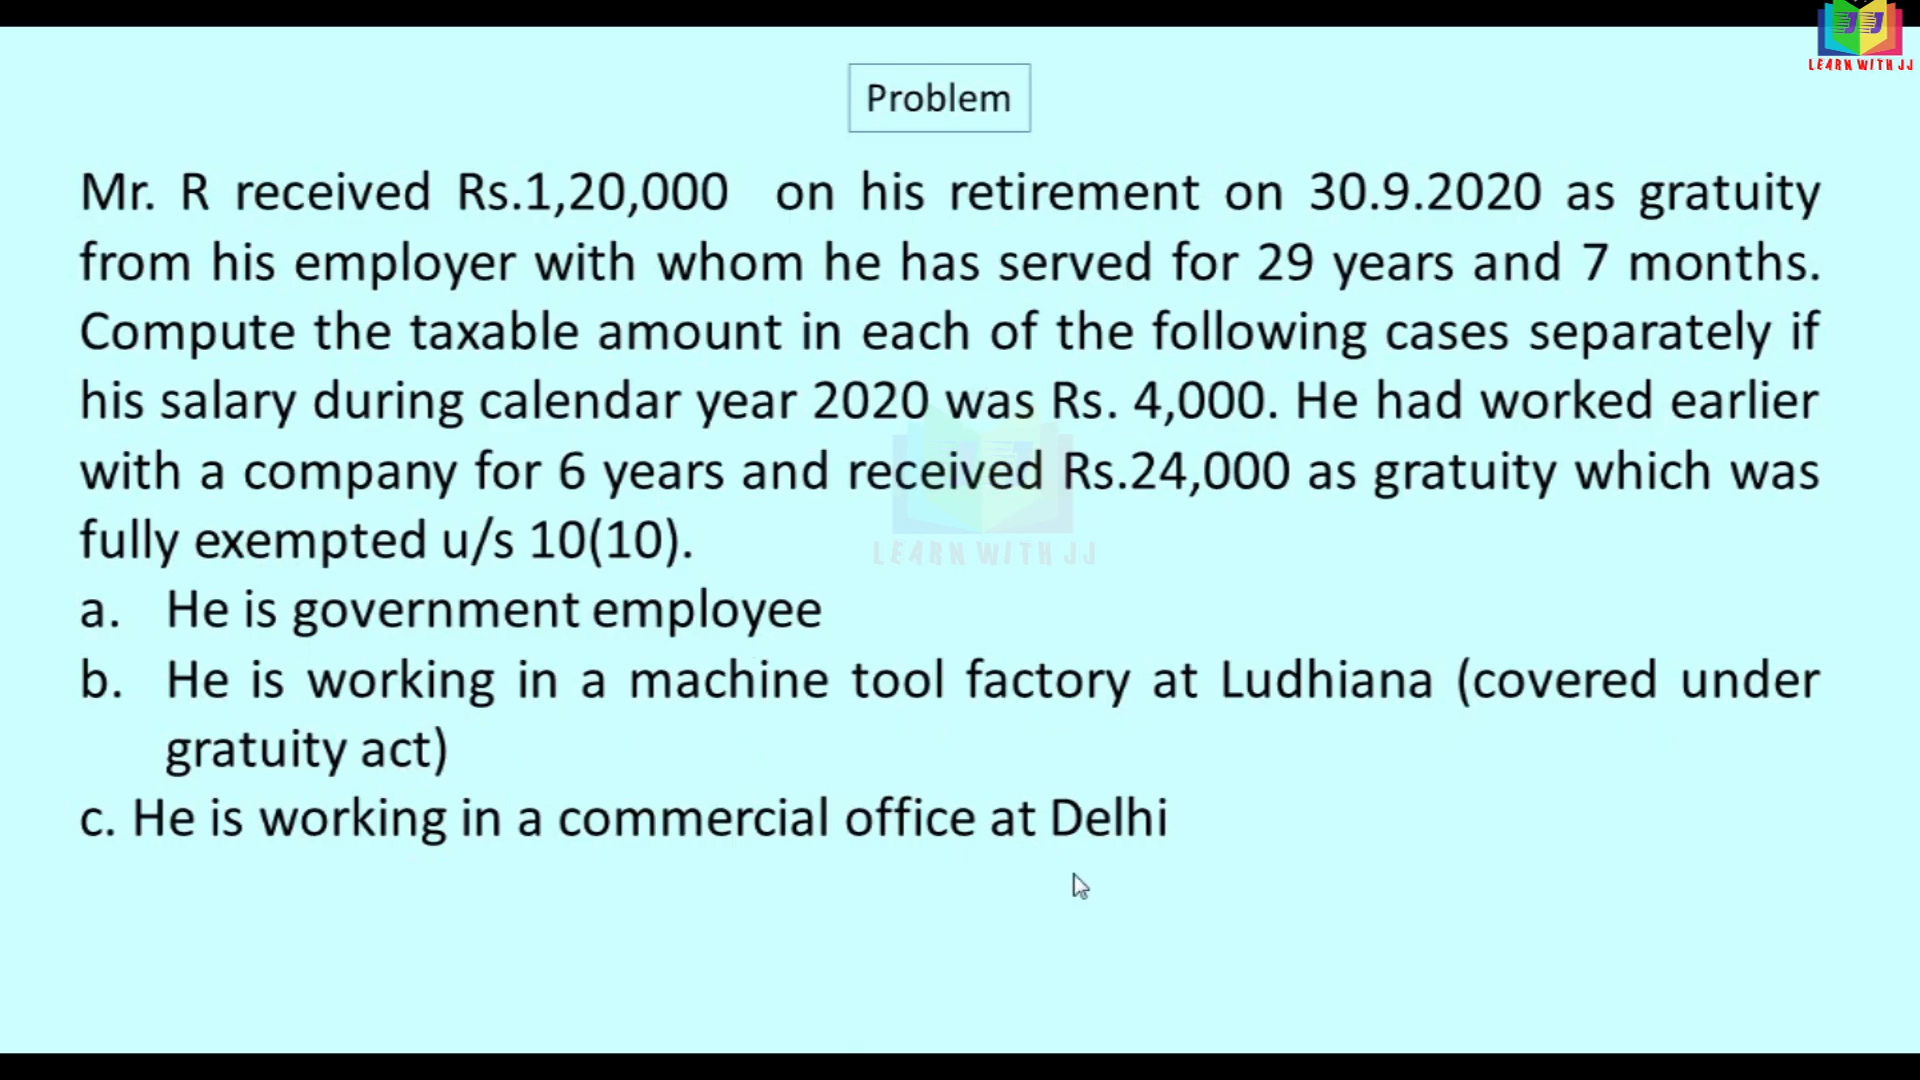 LEARN WITH JJ
Problem
Mr. R received Rs.1,20,000 on his retirement on 30.9.2020 as gratuity
from his employer with whom he has served for 29 years and 7 months.
Compute the taxable amount in each of the following cases separately if
his salary during calendar year 2020 was Rs. 4,000. He had worked earlier
with a company for 6 years and received Rs.24,000 as gratuity which was
fully exempted u/s 10(10).
LEARN WITH JJ
a. He is government employee
b. He is working in a machine tool factory at Ludhiana (covered under
gratuity act)
c. He is working in a commercial office at Delhi